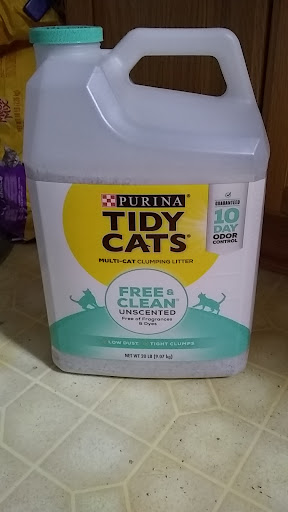 PURINA
TIDY
CATS®
MULTI-CAT CLUMPING LITTER
GUARANTEED
10
DAY
ODOR
CONTROL
FREE &
CLEAN®
UNSCENTED
Free of Fragrances
& Dyes
LOW DUST
TIGHT CLUMPS
NET WT 20 LB (9.07 kg)